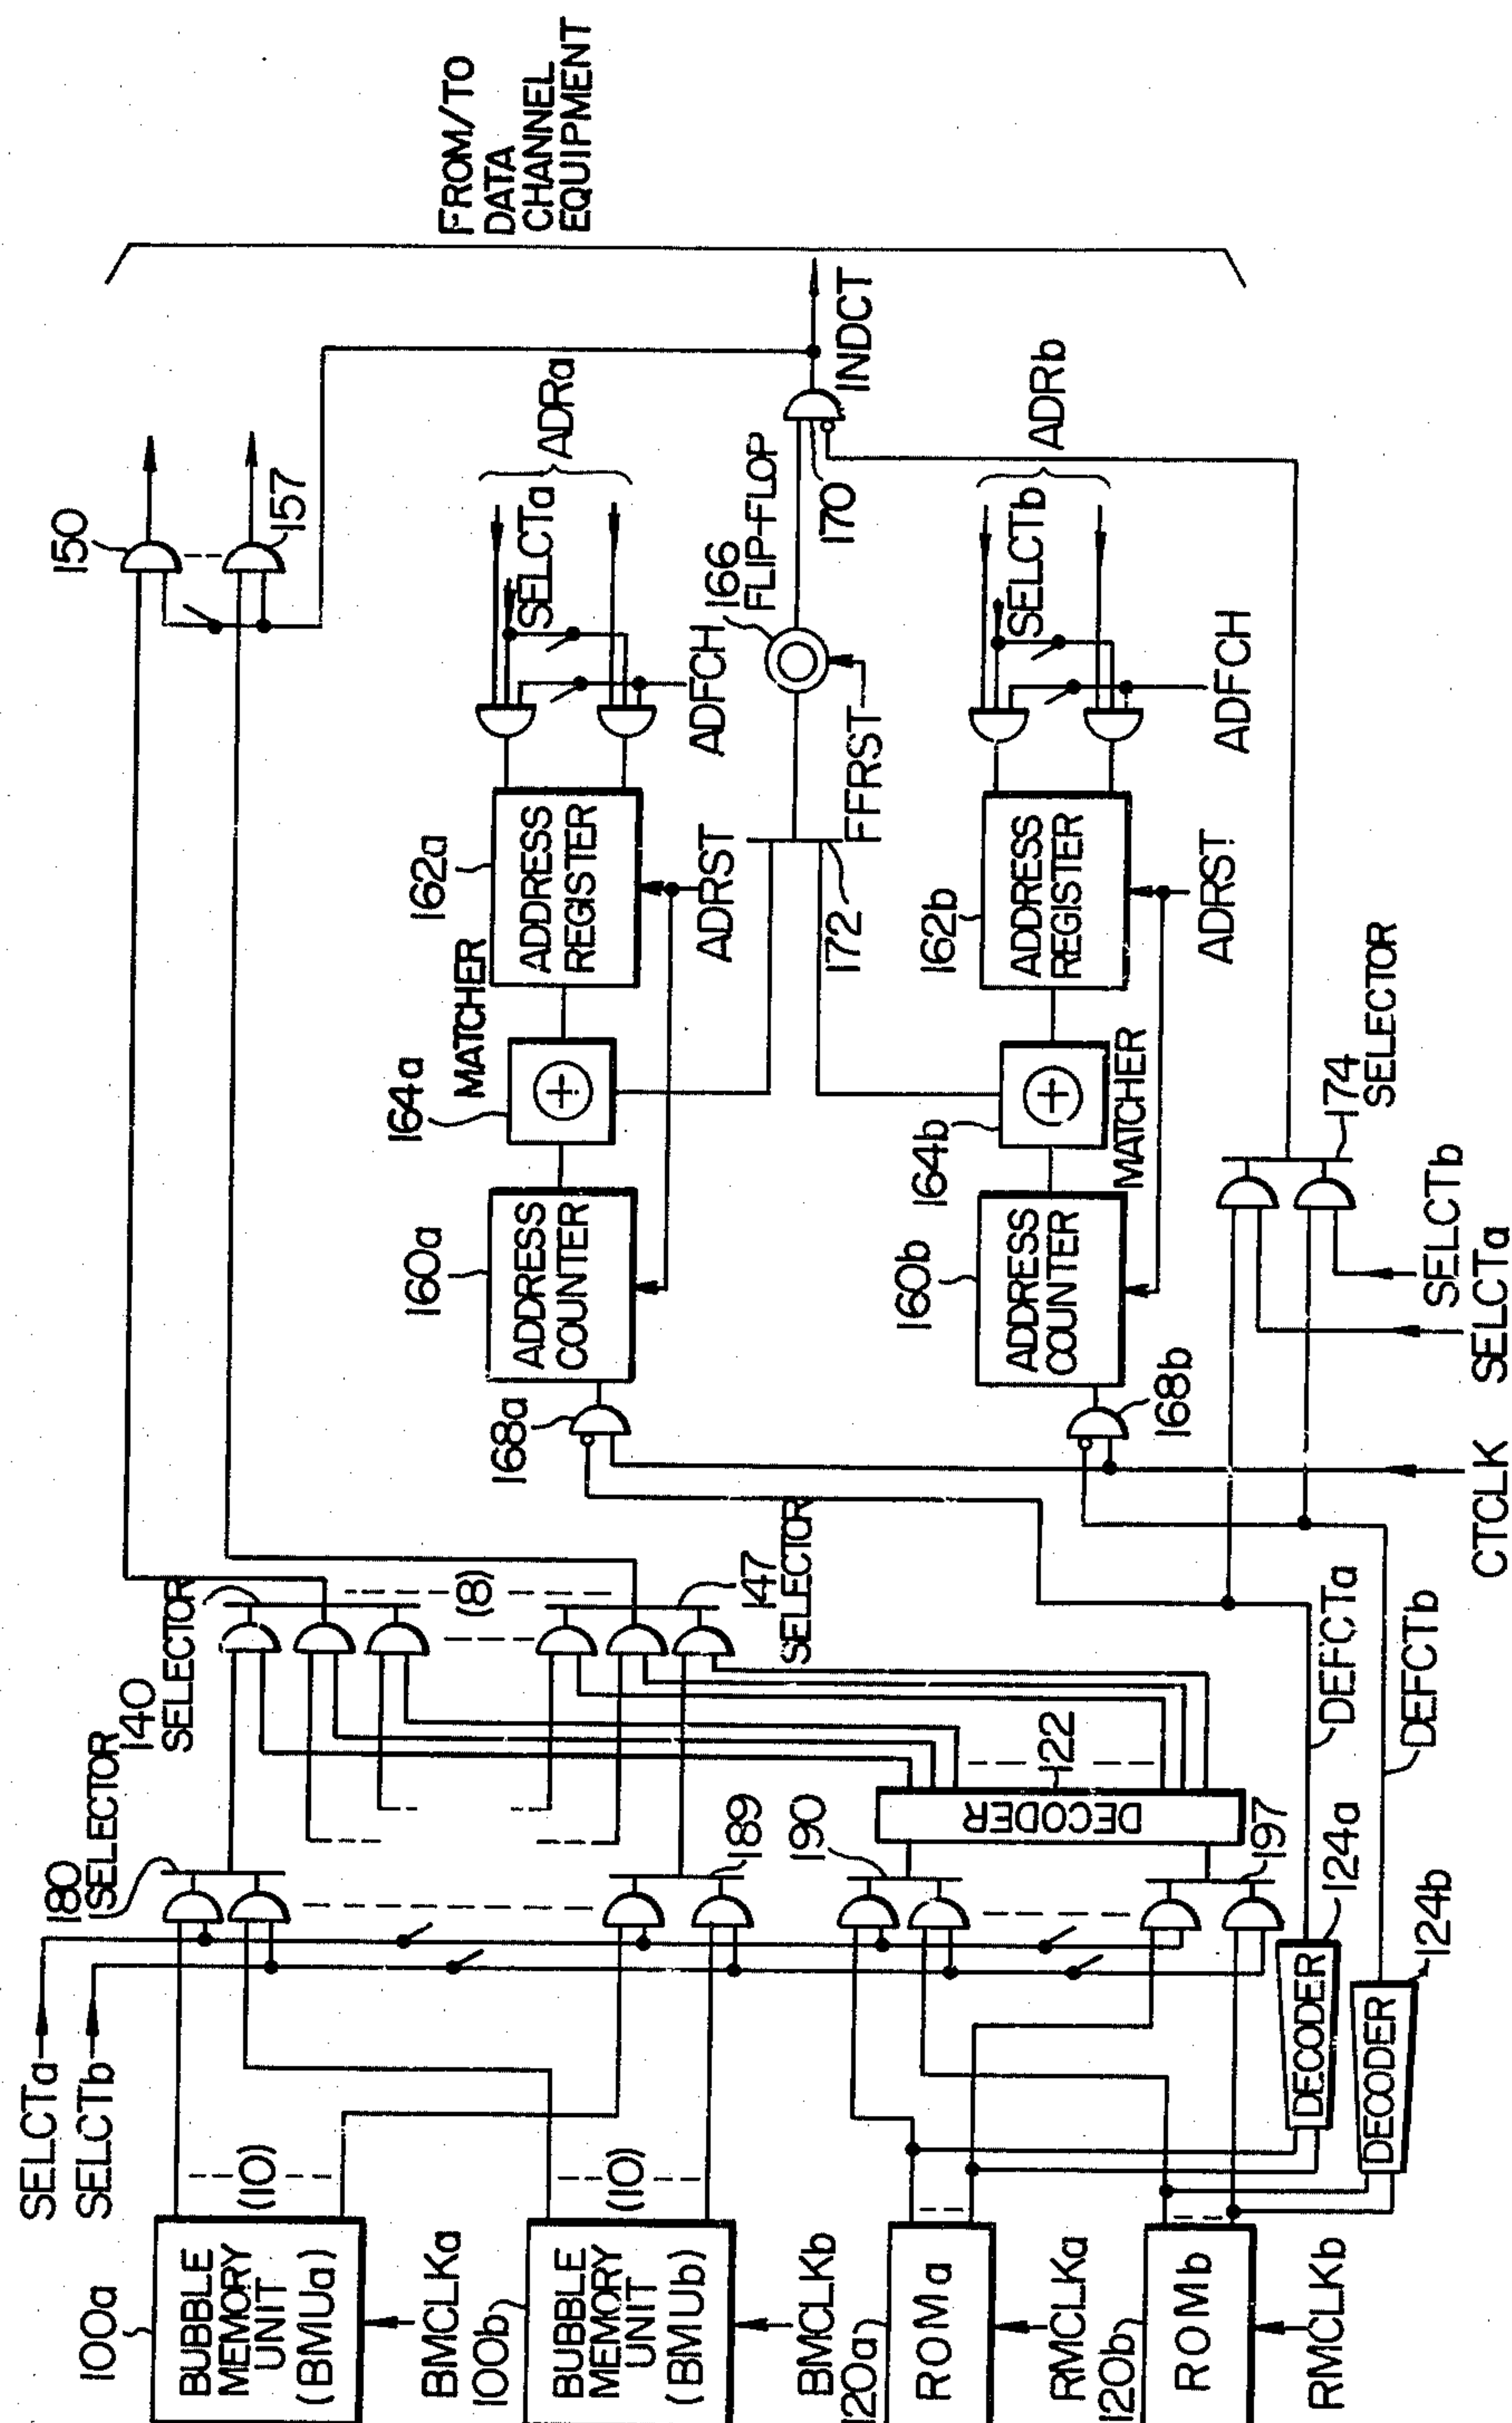 SELCTa
SELCTb
100a
BUBBLE
MEMORY
UNIT
(BMUa)
(10)
BMCLKa
100b
BUBBLE
MEMORY
UNIT
(BMUb)
(10)
BMCLKb
120a
ROMa
RMCLKa
120b
ROMb
RMCLKb
180
SELECTOR
189
190
197
DECODER
122
DECODER
124a
DECODER
124b
DEFCTa
DEFCTb
140
SELECTOR
(8)
147
SELECTOR
168a
168b
CTCLK
SELCTa
SELCTb
174
SELECTOR
160a
ADDRESS
COUNTER
164a
MATCHER
162a
ADDRESS
REGISTER
ADRST
ADFCH
SELCTa
ADRa
160b
ADDRESS
COUNTER
164b
MATCHER
162b
ADDRESS
REGISTER
ADRST
ADFCH
SELCTb
ADRb
172
FFRST
166
FLIP-FLOP
170
INDCT
150
157
FROM/TO
DATA
CHANNEL
EQUIPMENT